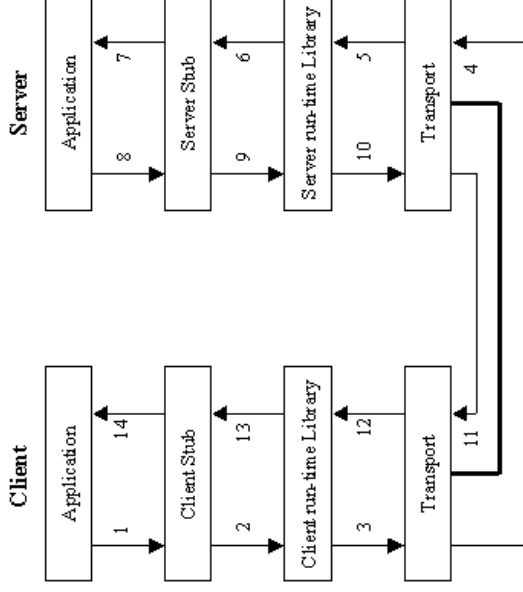 Client
Server
Application
Application
1
14
8
7
Client Stub
Server Stub
2
13
9
6
Client run-time Library
Server run-time Library
3
12
10
5
Transport
Transport
11
4